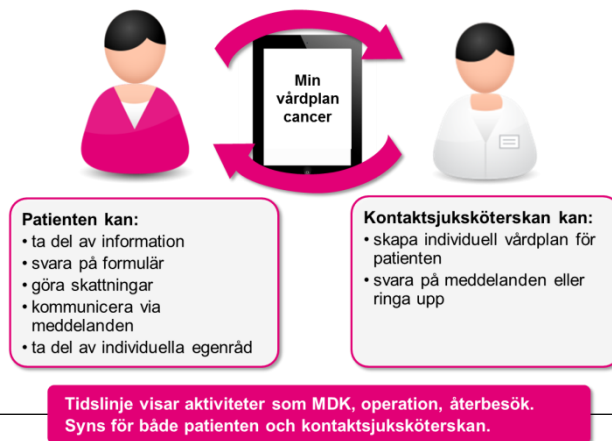 Min
vårdplan
cancer
Patienten kan:
• ta del av information
• svara på formulär
• göra skattningar
• kommunicera via
meddelanden
• ta del av individuella egenråd
Kontaktsjuksköterskan kan:
• skapa individuell vårdplan för
patienten
• svara på meddelanden eller
ringa upp
Tidslinje visar aktiviteter som MDK, operation, återbesök.
Syns för både patienten och kontaktsjuksköterskan.